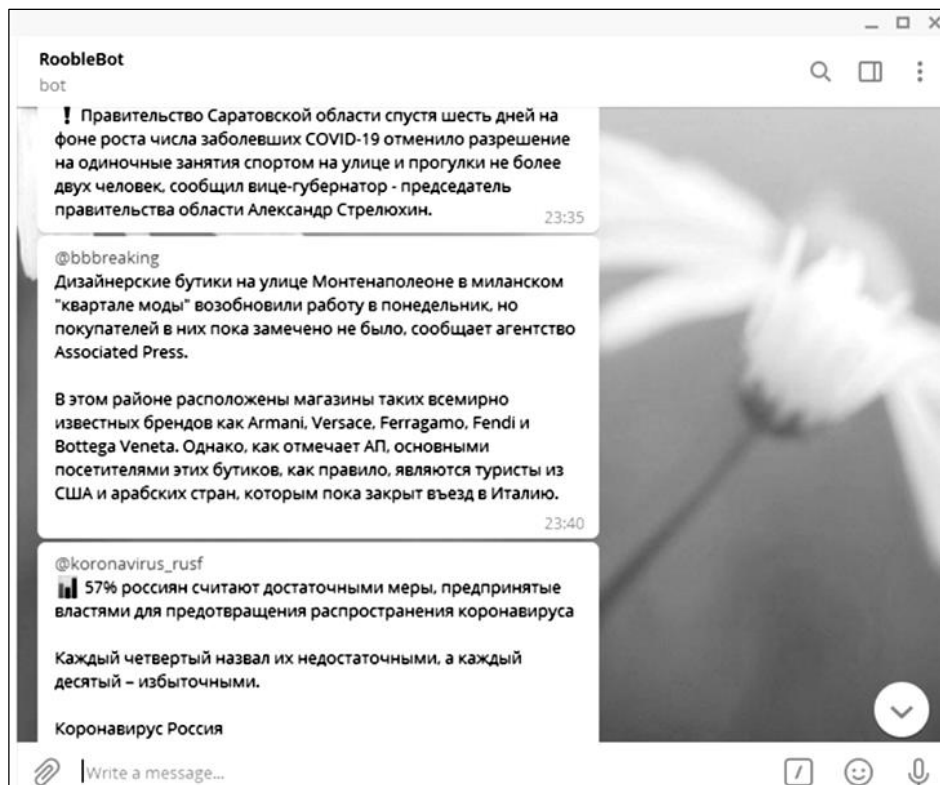 RoobleBot
bot
❗ Правительство Саратовской области спустя шесть дней на
фоне роста числа заболевших COVID-19 отменило разрешение
на одиночные занятия спортом на улице и прогулки не более
двух человек, сообщил вице-губернатор - председатель
правительства области Александр Стрелюхин.
23:35
@bbbreaking
Дизайнерские бутики на улице Монтенаполеоне в миланском
"квартале моды" возобновили работу в понедельник, но
покупателей в них пока замечено не было, сообщает агентство
Associated Press.
В этом районе расположены магазины таких всемирно
известных брендов как Armani, Versace, Ferragamo, Fendi и
Bottega Veneta. Однако, как отмечает АП, основными
посетителями этих бутиков, как правило, являются туристы из
США и арабских стран, которым пока закрыт въезд в Италию.
23:40
@koronavirus_rusf
📊 57% россиян считают достаточными меры, предпринятые
властями для предотвращения распространения коронавируса
Каждый четвертый назвал их недостаточными, а каждый
десятый – избыточными.
Коронавирус Россия
Write a message...